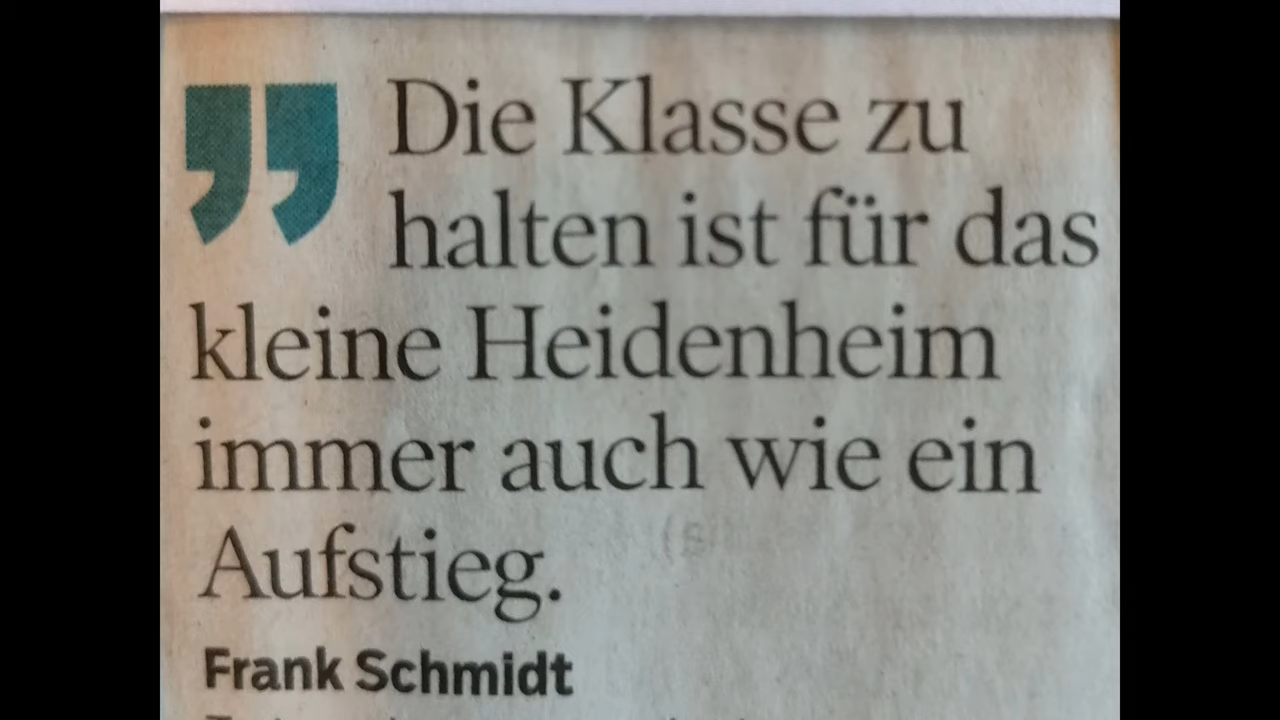 Die Klasse zu
halten ist für das
kleine Heidenheim
immer auch wie ein
Aufstieg.
Frank Schmidt